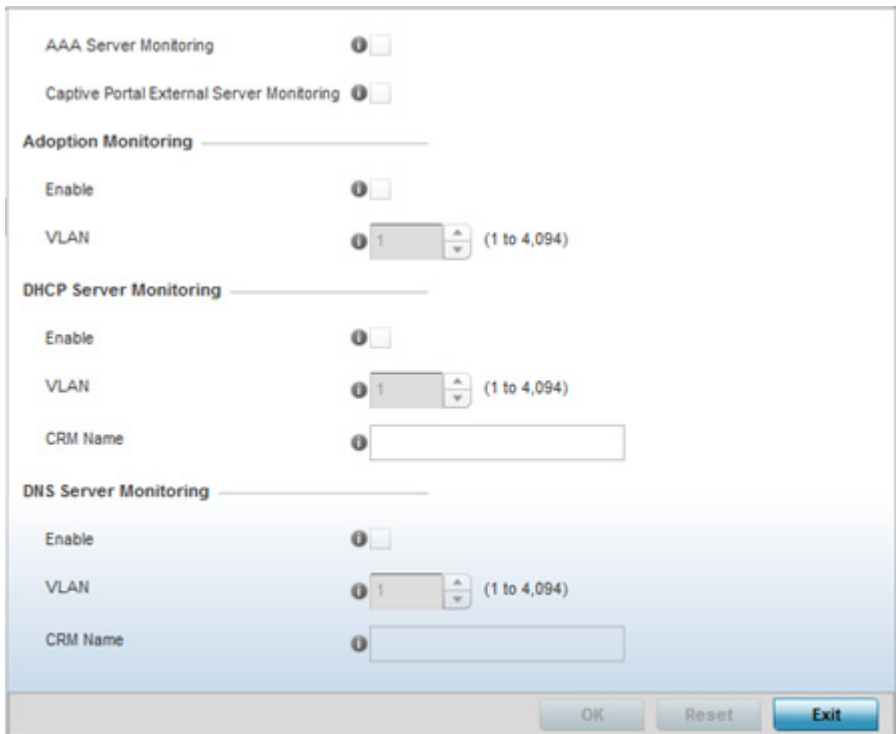 AAA Server Monitoring
Captive Portal External Server Monitoring
Adoption Monitoring
Enable
VLAN 1 (1 to 4,094)
DHCP Server Monitoring
Enable
VLAN 1 (1 to 4,094)
CRM Name
DNS Server Monitoring
Enable
VLAN 1 (1 to 4,094)
CRM Name
OK Reset Exit